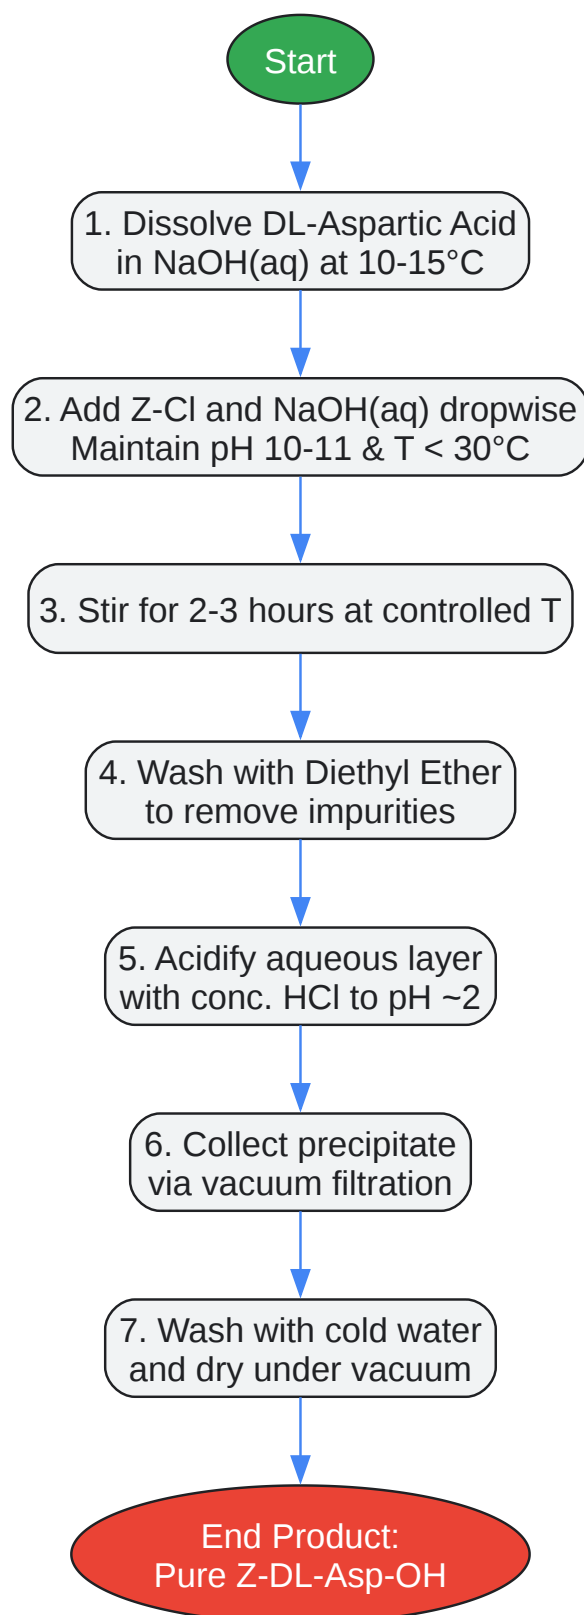 Start
1. Dissolve DL-Aspartic Acid
in NaOH(aq) at 10-15°C
2. Add Z-Cl and NaOH(aq) dropwise
Maintain pH 10-11 & T < 30°C
3. Stir for 2-3 hours at controlled T
4. Wash with Diethyl Ether
to remove impurities
5. Acidify aqueous layer
with conc. HCl to pH ~2
6. Collect precipitate
via vacuum filtration
7. Wash with cold water
and dry under vacuum
End Product:
Pure Z-DL-Asp-OH